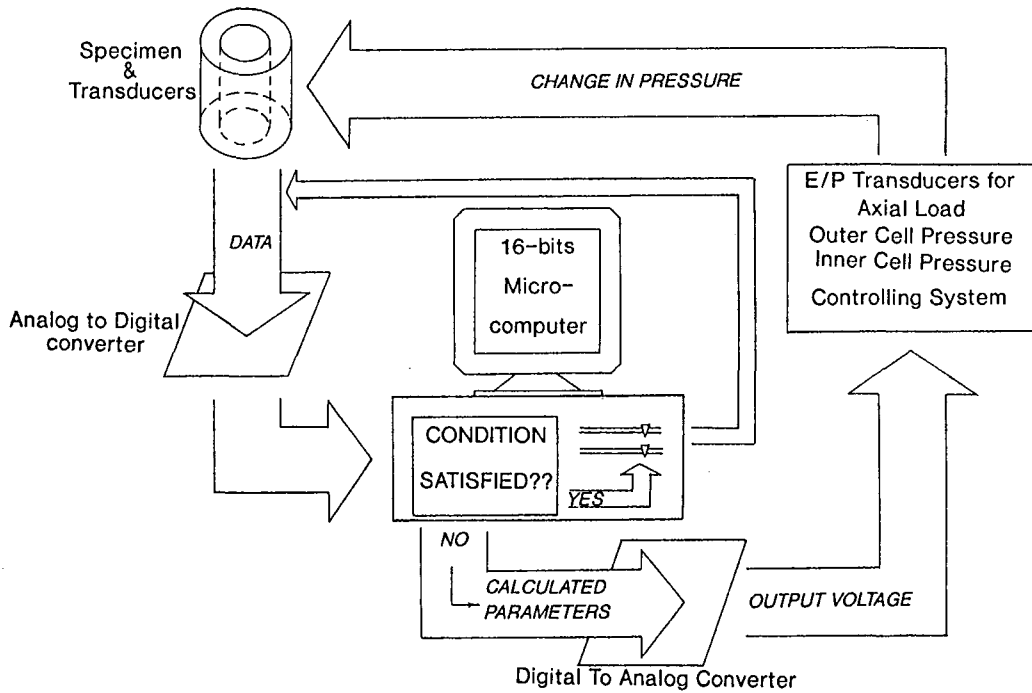 Specimen
&
Transducers
CHANGE IN PRESSURE
E/P Transducers for
Axial Load
Outer Cell Pressure
Inner Cell Pressure
Controlling System
DATA
16-bits
Micro-
computer
Analog to Digital
converter
CONDITION
SATISFIED??
YES
NO
CALCULATED
PARAMETERS
OUTPUT VOLTAGE
Digital To Analog Converter